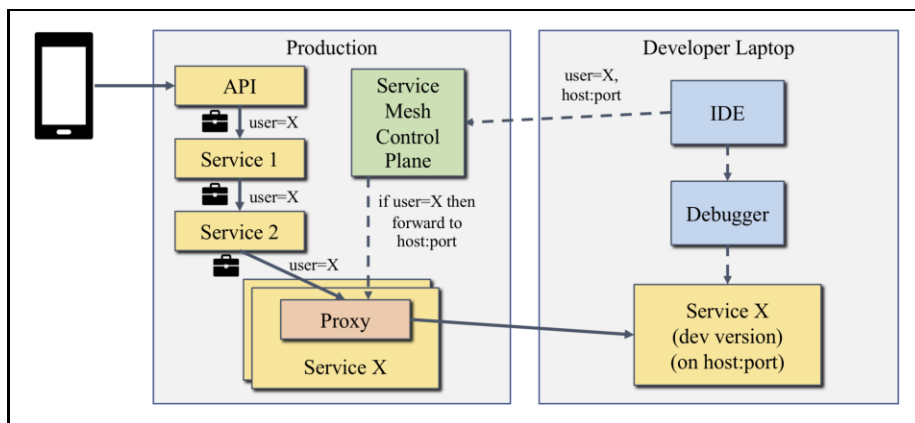 Production
API
user=X
Service 1
user=X
Service 2
user=X
Service
Mesh
Control
Plane
if user=X then
forward to
host:port
Proxy
Service X
Developer Laptop
user=X,
host:port
IDE
Debugger
Service X
(dev version)
(on host:port)